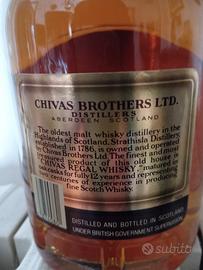 CHIVAS BROTHERS LTD.
DISTILLERS
ABERDEEN SCOTLAND
The oldest malt whisky distillery in the
Highlands of Scotland, Strathisla Distillery,
established in 1786, is owned and operated
by Chivas Brothers Ltd. The finest and most
treasured product of this old house is
"CHIVAS REGAL WHISKY", matured
in oak casks for fully 12 years and represents
centuries of experience in producing
fine Scotch Whisky.
DISTILLED AND BOTTLED IN SCOTLAND
UNDER BRITISH GOVERNMENT SUPERVISION
subito